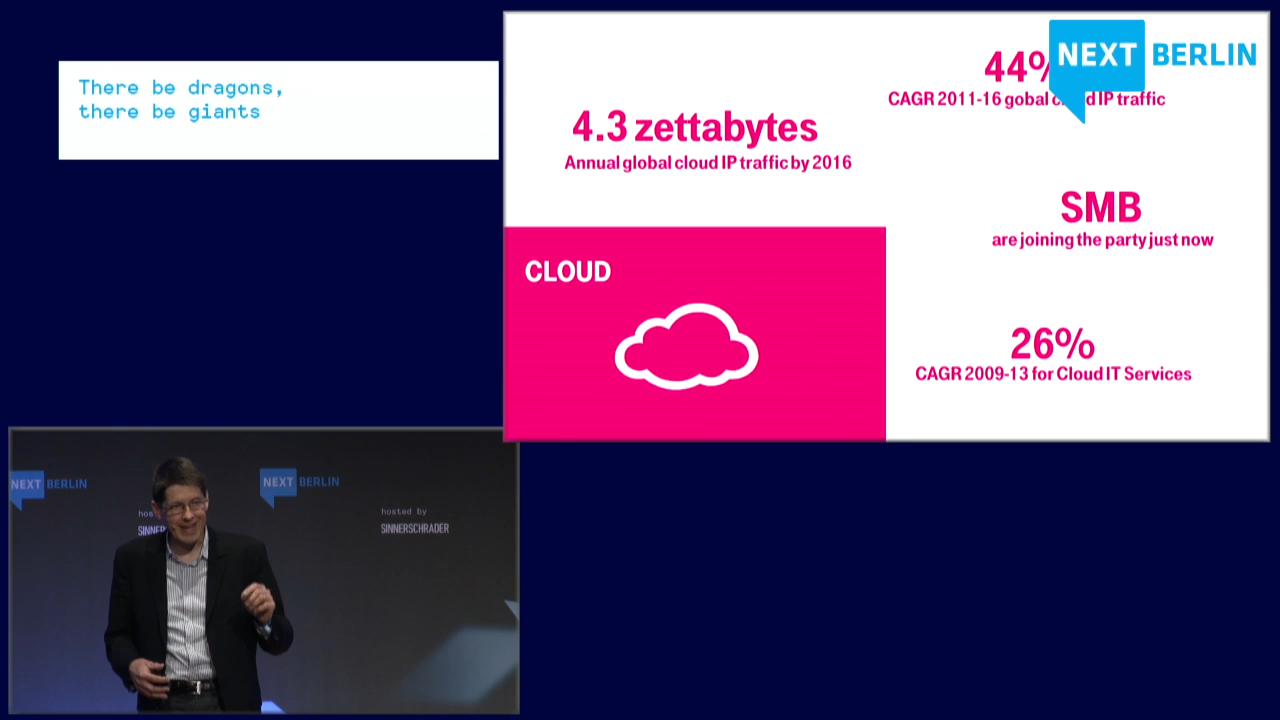 There be dragons,
there be giants
NEXT BERLIN
44%
CAGR 2011-16 gobal IP traffic
4.3 zettabytes
Annual global cloud IP traffic by 2016
SMB
are joining the party just now
CLOUD
26%
CAGR 2009-13 for Cloud IT Services
NEXT BERLIN
NEXT BERLIN
hosted by
SINNERSCHRADER